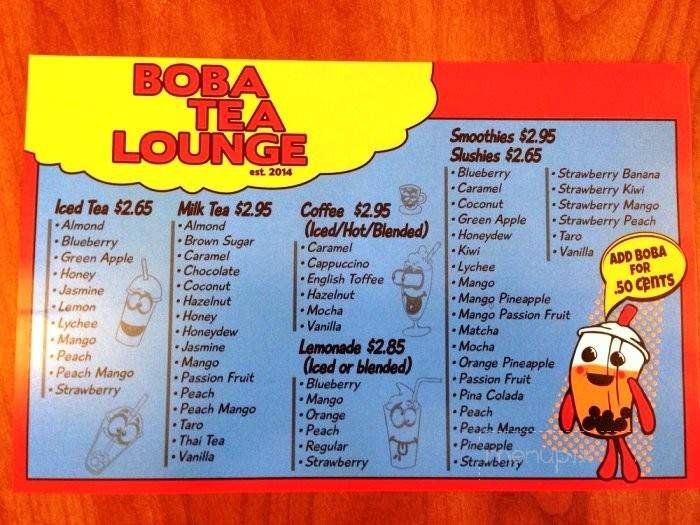 BOBA
TEA
LOUNGE
est. 2014
Iced Tea $2.65
• Almond
• Blueberry
• Green Apple
• Honey
• Jasmine
• Lemon
• Lychee
• Mango
• Peach
• Peach Mango
• Strawberry
Milk Tea $2.95
• Almond
• Brown Sugar
• Caramel
• Chocolate
• Coconut
• Hazelnut
• Honey
• Honeydew
• Jasmine
• Mango
• Passion Fruit
• Peach
• Peach Mango
• Taro
• Thai Tea
• Vanilla
Coffee $2.95
(Iced/Hot/Blended)
• Caramel
• Cappuccino
• English Toffee
• Hazelnut
• Mocha
• Vanilla
Lemonade $2.85
(Iced or blended)
• Blueberry
• Mango
• Orange
• Peach
• Regular
• Strawberry
Smoothies $2.95
Slushies $2.65
• Blueberry
• Caramel
• Coconut
• Green Apple
• Honeydew
• Kiwi
• Lychee
• Mango
• Mango Pineapple
• Mango Passion Fruit
• Matcha
• Mocha
• Orange Pineapple
• Passion Fruit
• Pina Colada
• Peach
• Peach Mango
• Pineapple
• Strawberry
• Strawberry Banana
• Strawberry Kiwi
• Strawberry Mango
• Strawberry Peach
• Taro
• Vanilla
ADD BOBA
FOR
.50 CENTS